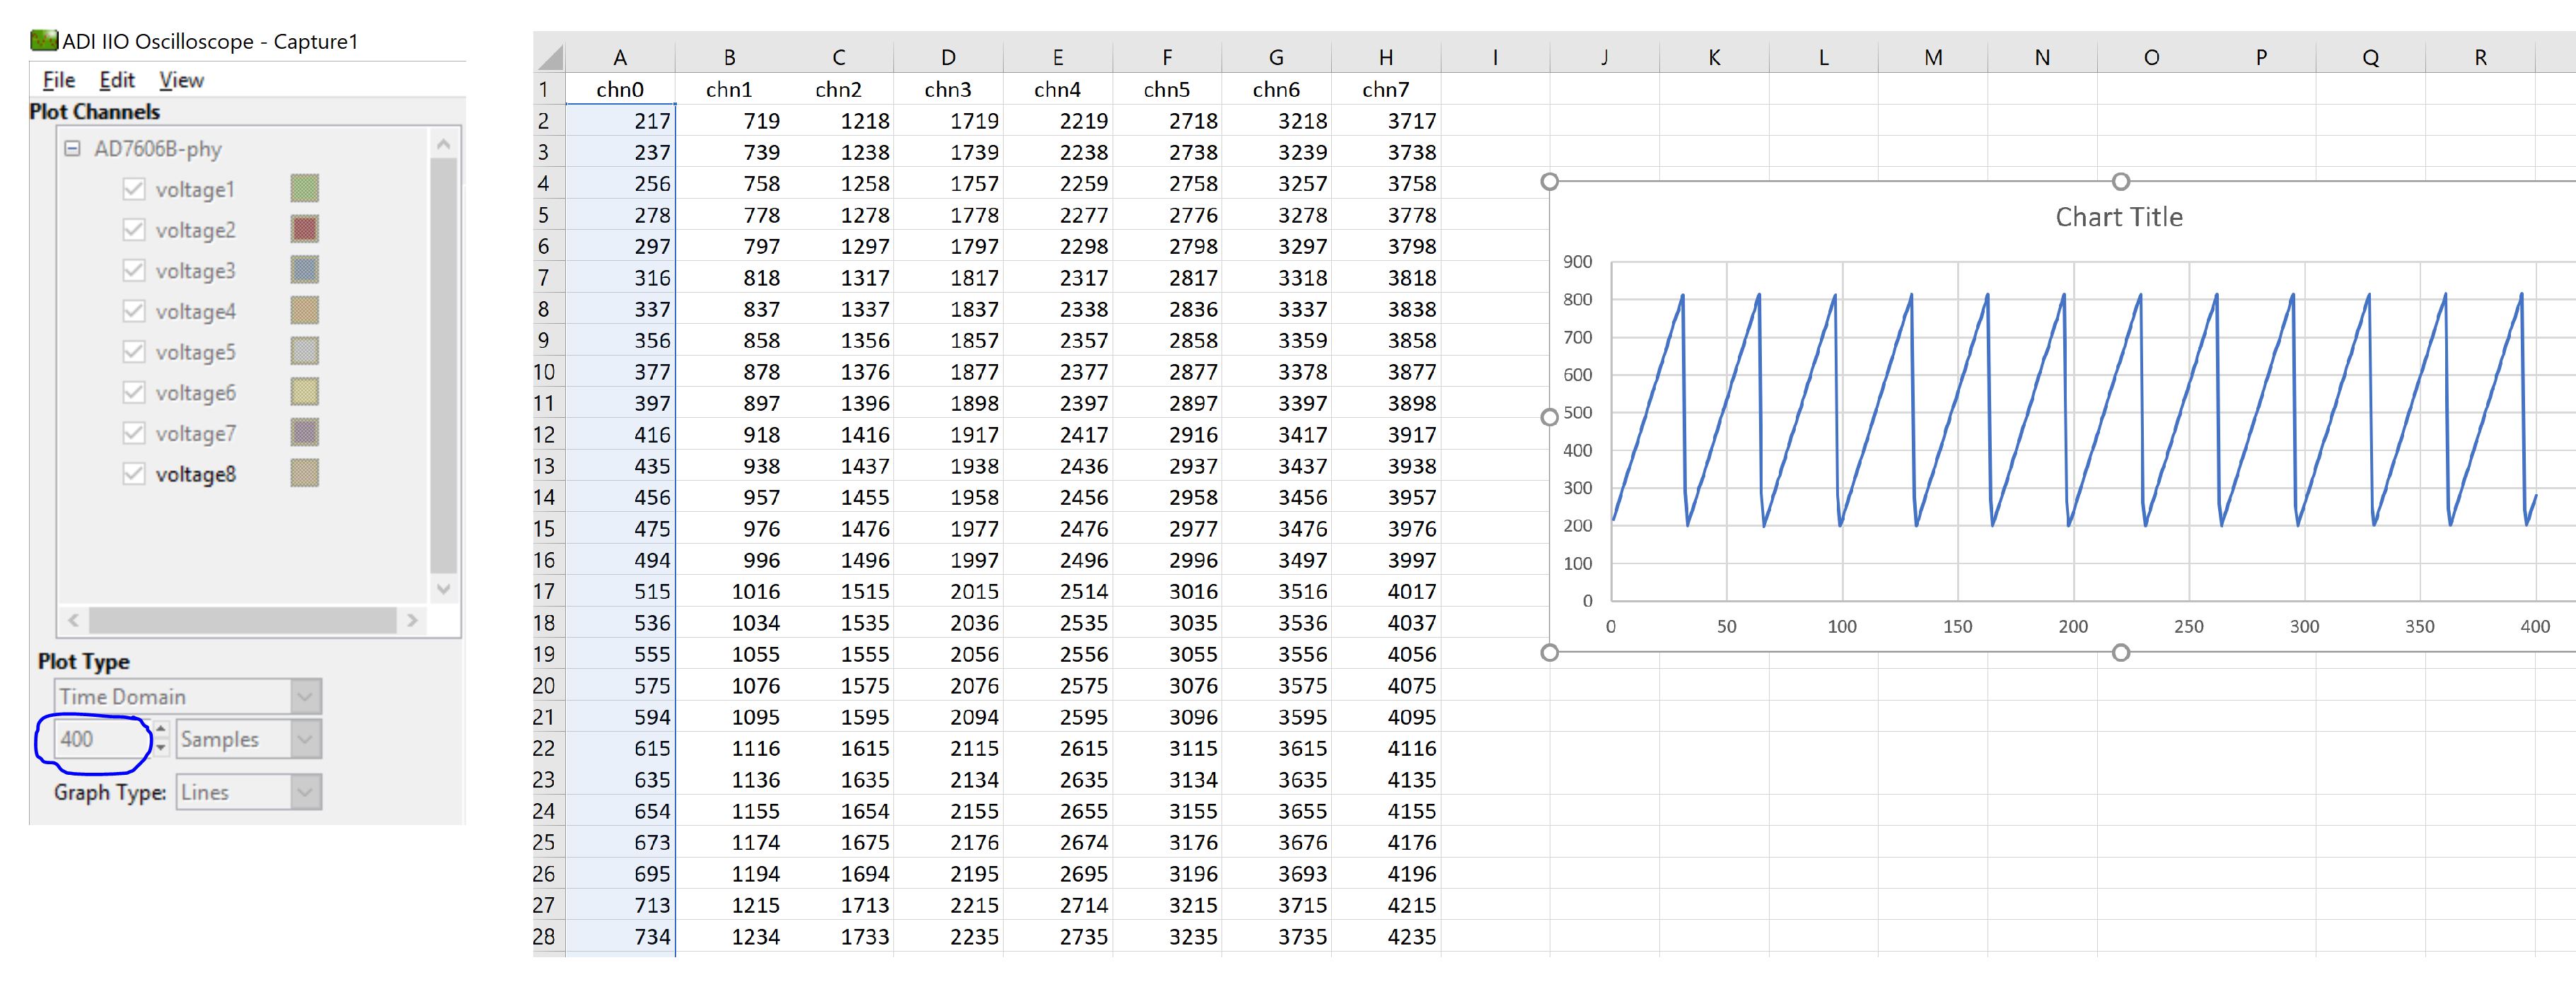 ADI IIO Oscilloscope - Capture1
File Edit View
Plot Channels
AD7606B-phy
voltage1
voltage2
voltage3
voltage4
voltage5
voltage6
voltage7
voltage8
Plot Type
Time Domain
400 Samples
Graph Type: Lines
A B C D E F G H I J K L M N O P Q R
1 chn0 chn1 chn2 chn3 chn4 chn5 chn6 chn7
2 217 719 1218 1719 2219 2718 3218 3717
3 237 739 1238 1739 2238 2738 3239 3738
4 256 758 1258 1757 2259 2758 3257 3758
5 278 778 1278 1778 2277 2776 3278 3778
6 297 797 1297 1797 2298 2798 3297 3798
7 316 818 1317 1817 2317 2817 3318 3818
8 337 837 1337 1837 2338 2836 3337 3838
9 356 858 1356 1857 2357 2858 3359 3858
10 377 878 1376 1877 2377 2877 3378 3877
11 397 897 1396 1898 2397 2897 3397 3898
12 416 918 1416 1917 2417 2916 3417 3917
13 435 938 1437 1938 2436 2937 3437 3938
14 456 957 1455 1958 2456 2958 3456 3957
15 475 976 1476 1977 2476 2977 3476 3976
16 494 996 1496 1997 2496 2996 3497 3997
17 515 1016 1515 2015 2514 3016 3516 4017
18 536 1034 1535 2036 2535 3035 3536 4037
19 555 1055 1555 2056 2556 3055 3556 4056
20 575 1076 1575 2076 2575 3076 3575 4075
21 594 1095 1595 2094 2595 3096 3595 4095
22 615 1116 1615 2115 2615 3115 3615 4116
23 635 1136 1635 2134 2635 3134 3635 4135
24 654 1155 1654 2155 2655 3155 3655 4155
25 673 1174 1675 2176 2674 3176 3676 4176
26 695 1194 1694 2195 2695 3196 3693 4196
27 713 1215 1713 2215 2714 3215 3715 4215
28 734 1234 1733 2235 2735 3235 3735 4235
Chart Title
900
800
700
600
500
400
300
200
100
0
0 50 100 150 200 250 300 350 400